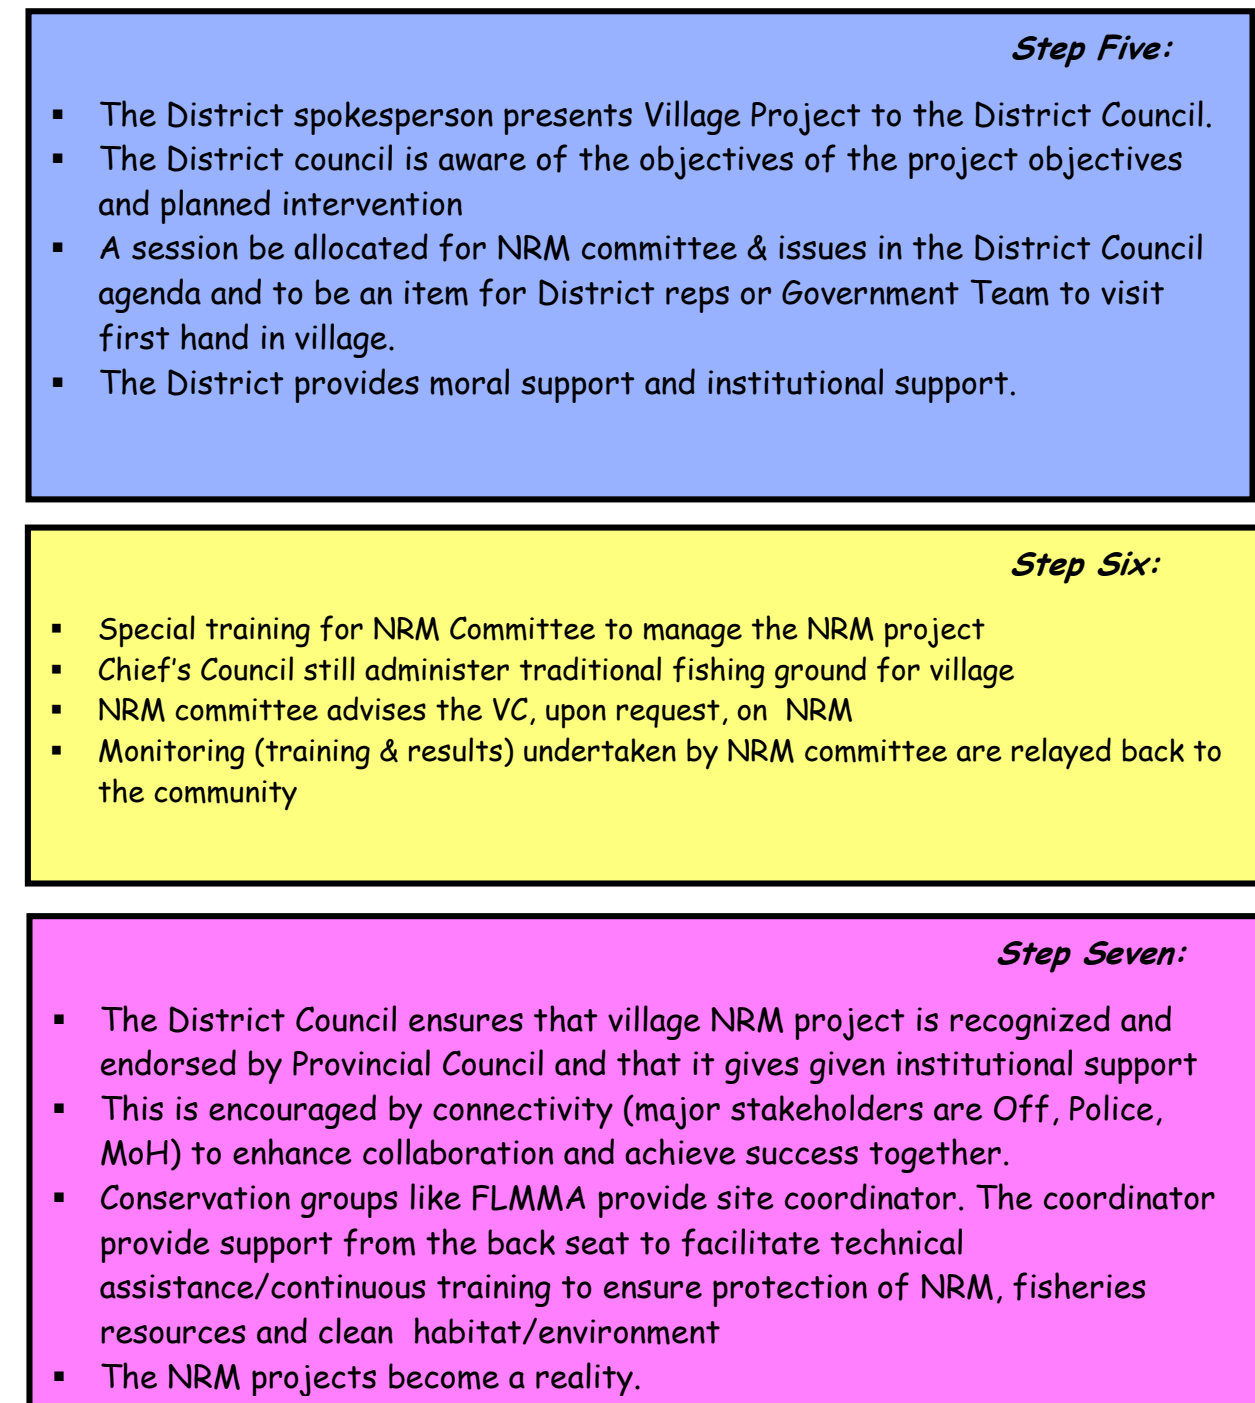 Step Five:
▪ The District spokesperson presents Village Project to the District Council.
▪ The District council is aware of the objectives of the project objectives
and planned intervention
▪ A session be allocated for NRM committee & issues in the District Council
agenda and to be an item for District reps or Government Team to visit
first hand in village.
▪ The District provides moral support and institutional support.
Step Six:
▪ Special training for NRM Committee to manage the NRM project
▪ Chief's Council still administer traditional fishing ground for village
▪ NRM committee advises the VC, upon request, on NRM
▪ Monitoring (training & results) undertaken by NRM committee are relayed back to
the community
Step Seven:
▪ The District Council ensures that village NRM project is recognized and
endorsed by Provincial Council and that it gives given institutional support
▪ This is encouraged by connectivity (major stakeholders are Off, Police,
MoH) to enhance collaboration and achieve success together.
▪ Conservation groups like FLMMA provide site coordinator. The coordinator
provide support from the back seat to facilitate technical
assistance/continuous training to ensure protection of NRM, fisheries
resources and clean habitat/environment
▪ The NRM projects become a reality.